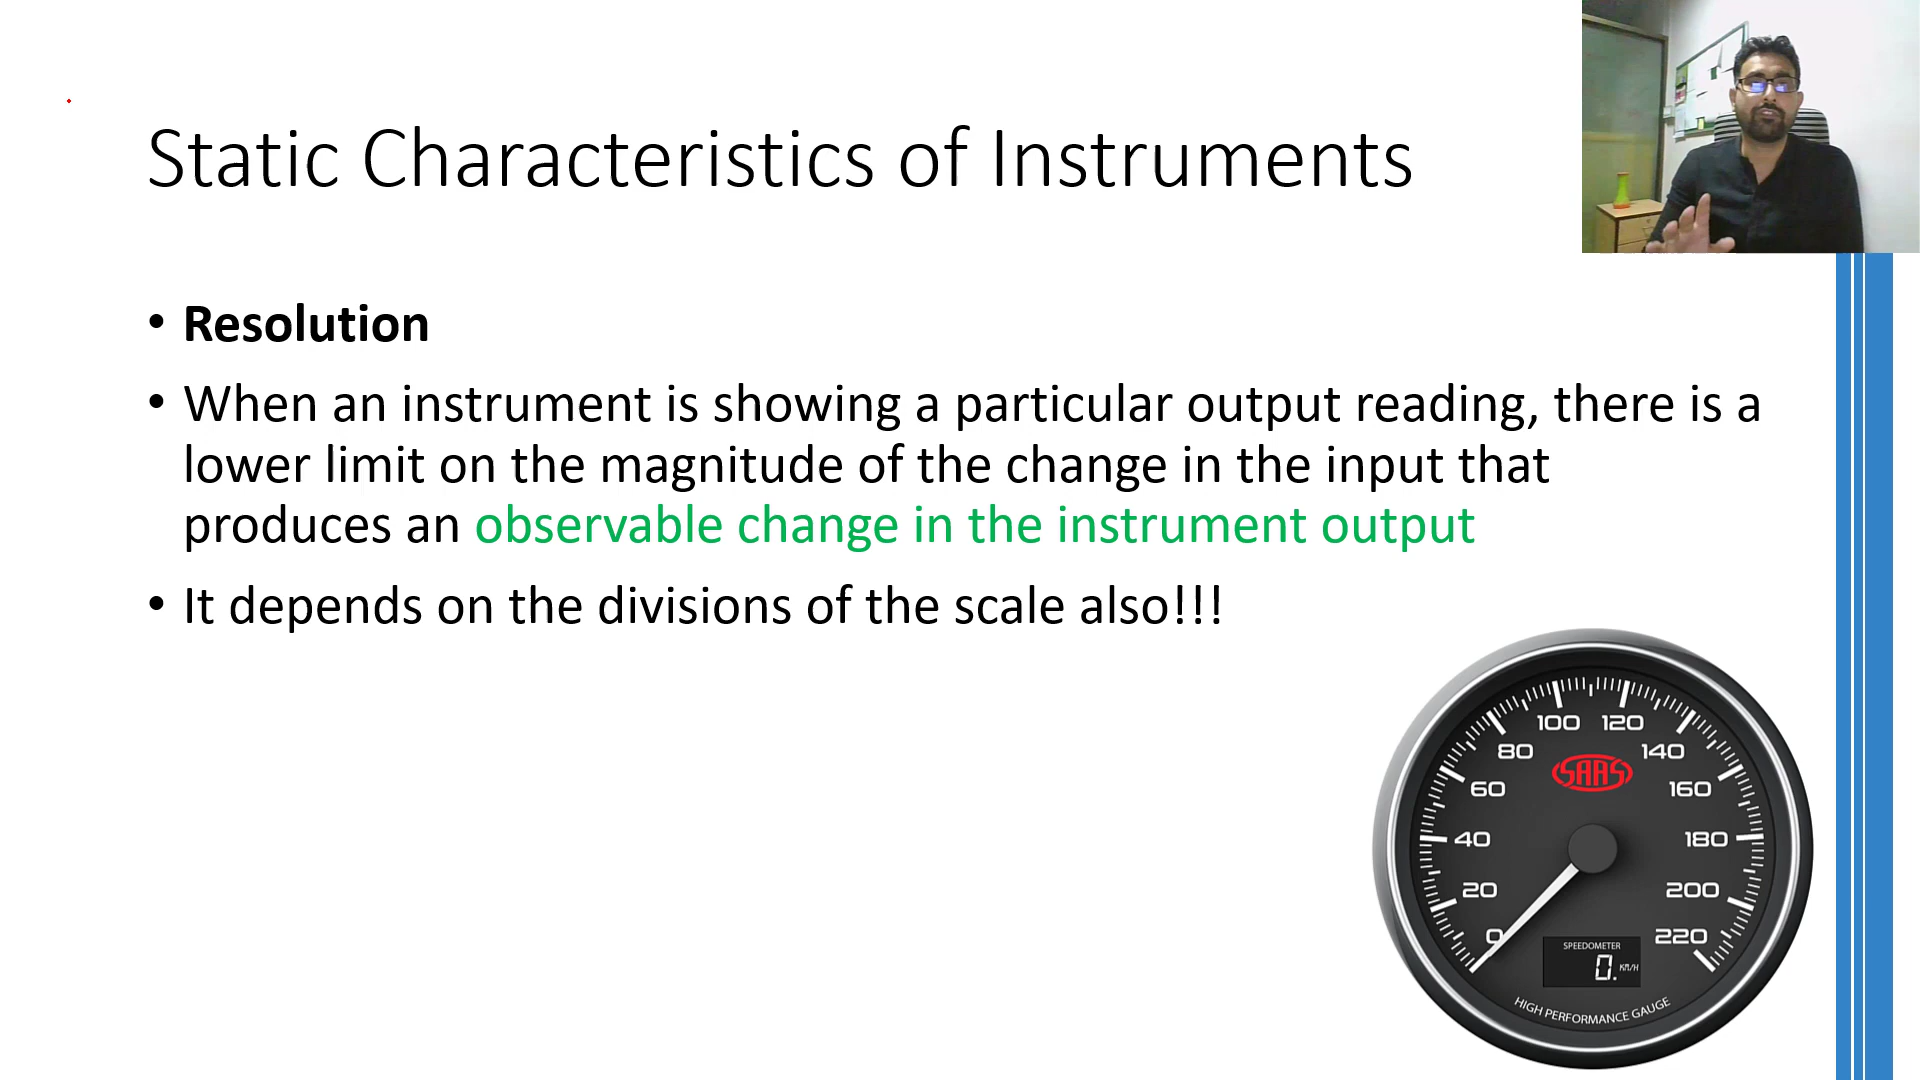 Static Characteristics of Instruments
• Resolution
• When an instrument is showing a particular output reading, there is a
lower limit on the magnitude of the change in the input that
produces an observable change in the instrument output
• It depends on the divisions of the scale also!!!
100 120
80 140
SAAS
60 160
40 180
20 200
0 220
SPEEDOMETER
0. KM/H
HIGH PERFORMANCE GAUGE